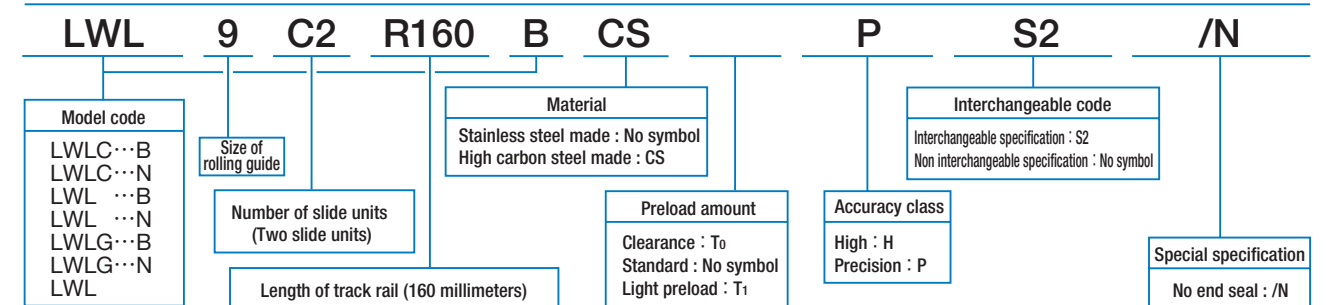 LWL 9 C2 R160 B CS P S2 /N
Model code
LWLC···B
LWLC···N
LWL ···B
LWL ···N
LWLG···B
LWLG···N
LWL
Size of
rolling guide
Number of slide units
(Two slide units)
Length of track rail (160 millimeters)
Material
Stainless steel made : No symbol
High carbon steel made : CS
Preload amount
Clearance : T0
Standard : No symbol
Light preload : T1
Accuracy class
High : H
Precision : P
Interchangeable code
Interchangeable specification : S2
Non interchangeable specification : No symbol
Special specification
No end seal : /N